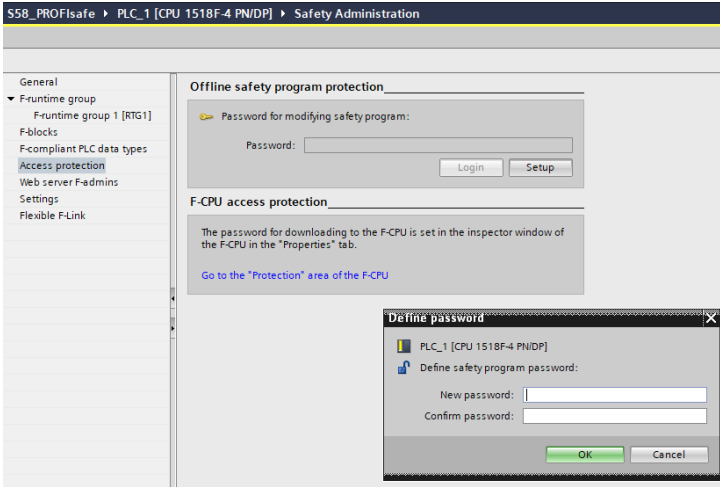 S58_PROFIsafe ▸ PLC_1 [CPU 1518F-4 PN/DP] ▸ Safety Administration
General
F-runtime group
F-runtime group 1 [RTG1]
F-blocks
F-compliant PLC data types
Access protection
Web server F-admins
Settings
Flexible F-Link
Offline safety program protection
Password for modifying safety program:
Password:
Login
Setup
F-CPU access protection
The password for downloading to the F-CPU is set in the inspector window of
the F-CPU in the "Properties" tab.
Go to the "Protection" area of the F-CPU
Define password
PLC_1 [CPU 1518F-4 PN/DP]
Define safety program password:
New password:
Confirm password:
OK
Cancel